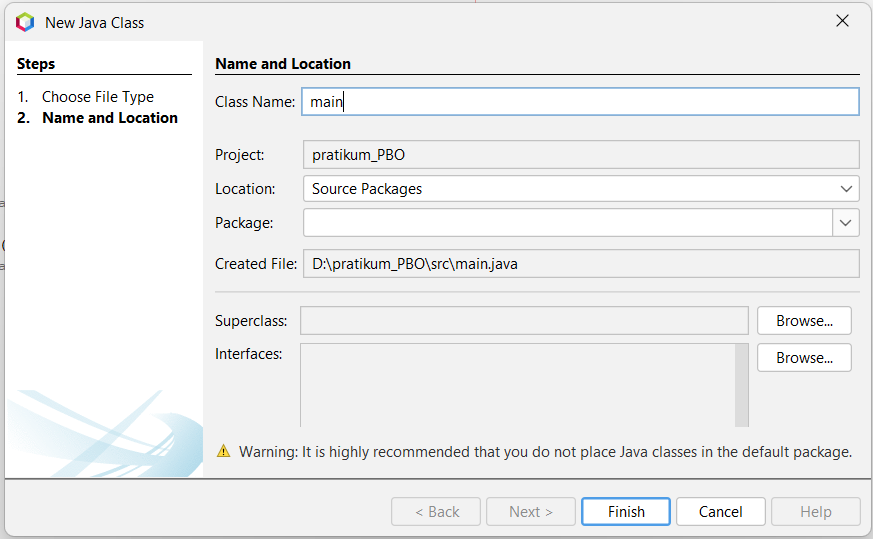 New Java Class
Steps
1. Choose File Type
2. Name and Location
Name and Location
Class Name: main
Project: pratikum_PBO
Location: Source Packages
Package:
Created File: D:\pratikum_PBO\src\main.java
Superclass: Browse...
Interfaces: Browse...
Warning: It is highly recommended that you do not place Java classes in the default package.
< Back Next > Finish Cancel Help